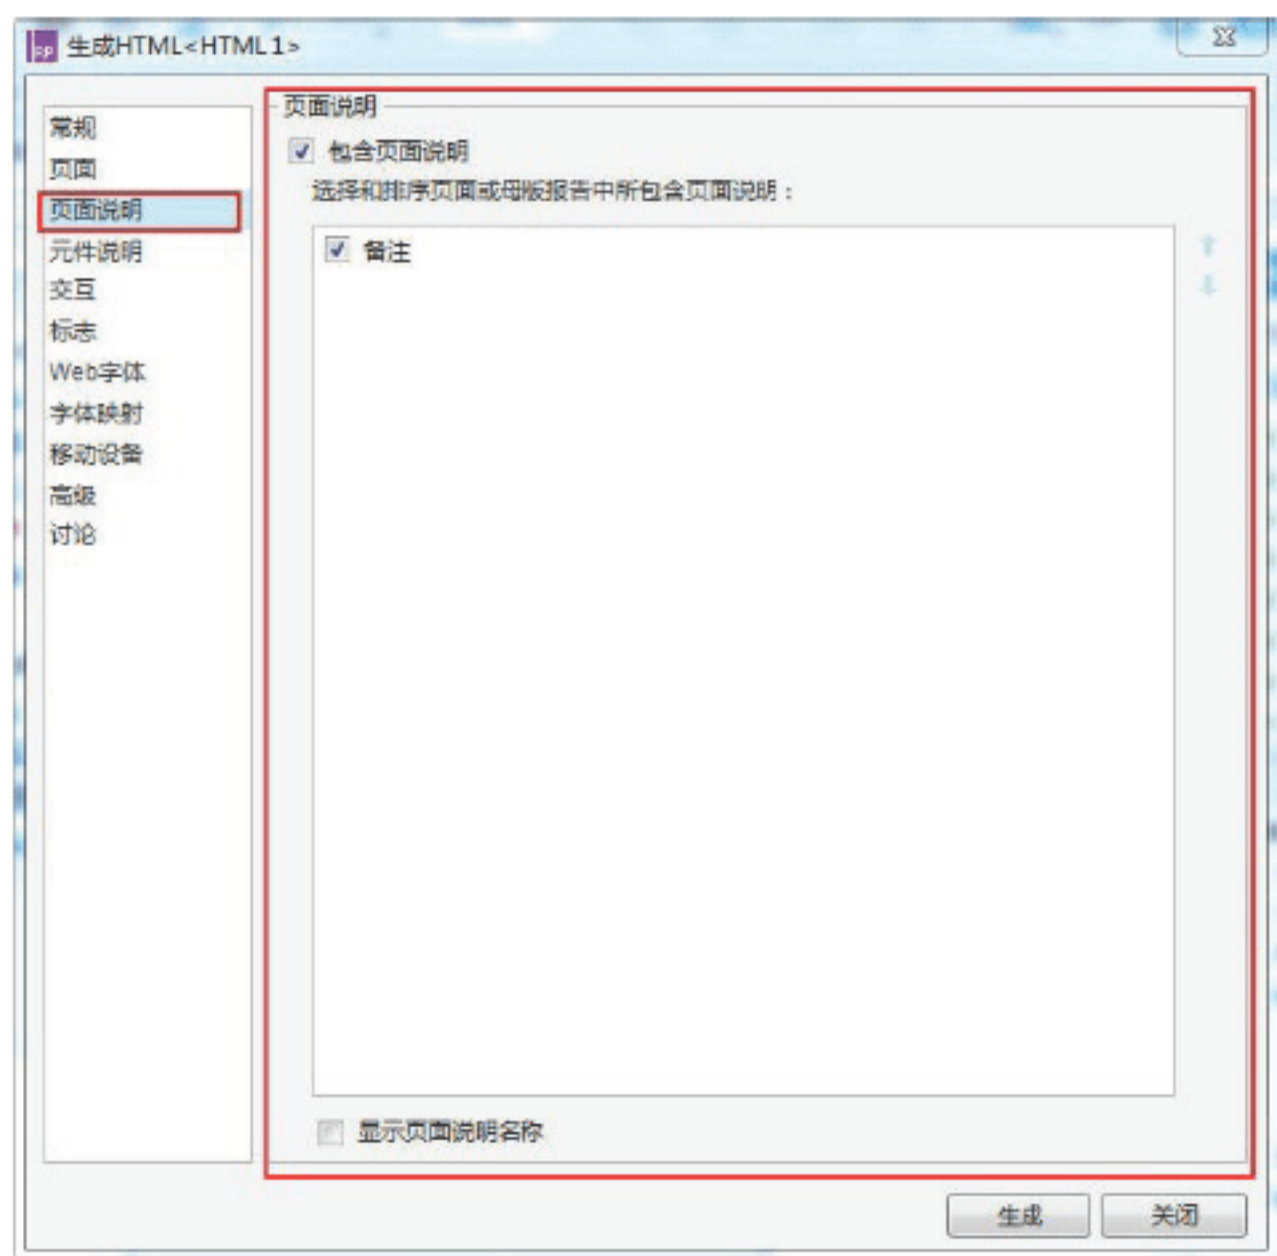 生成HTML<HTML1>
常规
页面
页面说明
元件说明
交互
标志
Web字体
字体映射
移动设备
高级
讨论
页面说明
包含页面说明
选择和排序页面或母版报告中所包含页面说明：
备注
显示页面说明名称
生成
关闭